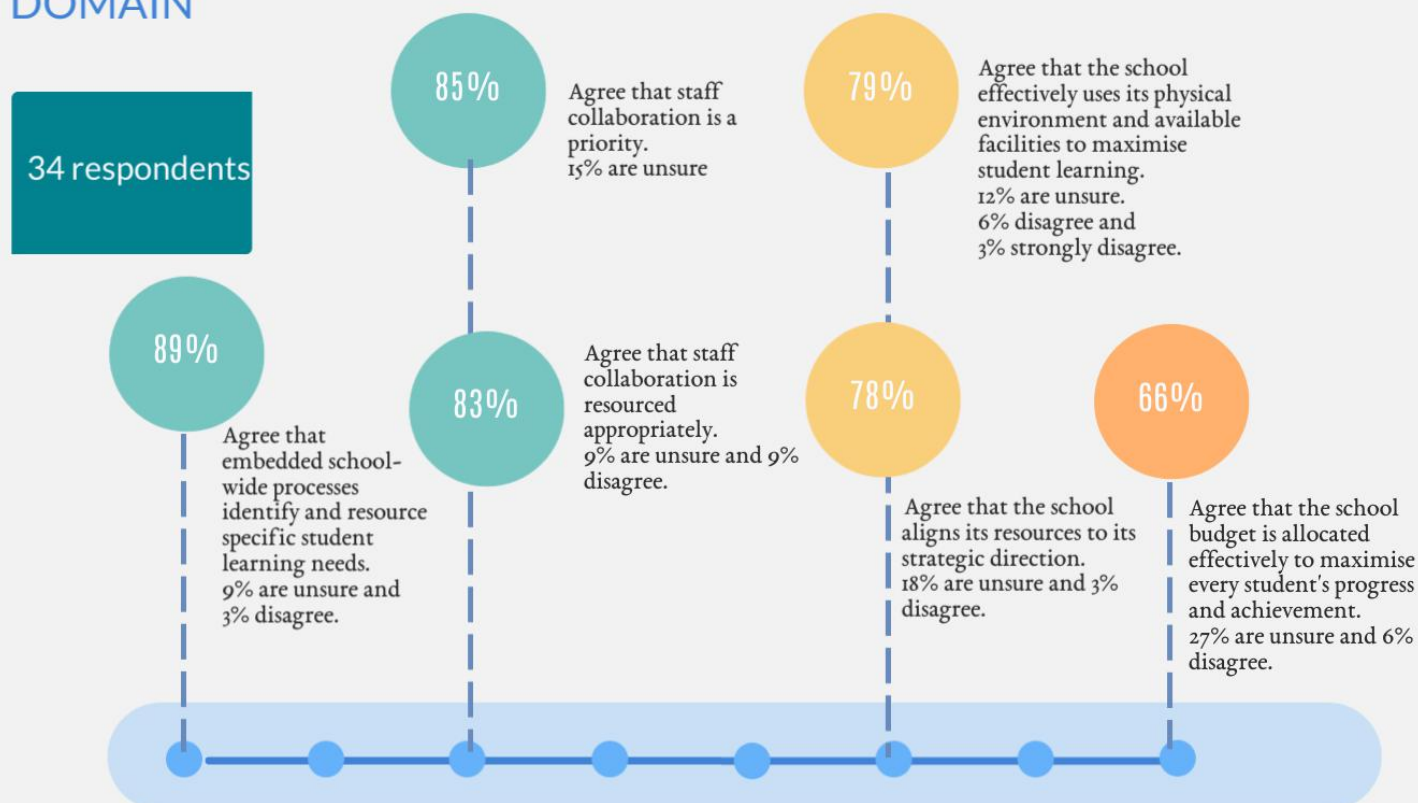 DOMAIN
34 respondents
85%
Agree that staff
collaboration is a
priority.
15% are unsure
79%
Agree that the school
effectively uses its physical
environment and available
facilities to maximise
student learning.
12% are unsure.
6% disagree and
3% strongly disagree.
89%
Agree that
embedded school-
wide processes
identify and resource
specific student
learning needs.
9% are unsure and
3% disagree.
83%
Agree that staff
collaboration is
resourced
appropriately.
9% are unsure and 9%
disagree.
78%
Agree that the school
aligns its resources to its
strategic direction.
18% are unsure and 3%
disagree.
66%
Agree that the school
budget is allocated
effectively to maximise
every student's progress
and achievement.
27% are unsure and 6%
disagree.